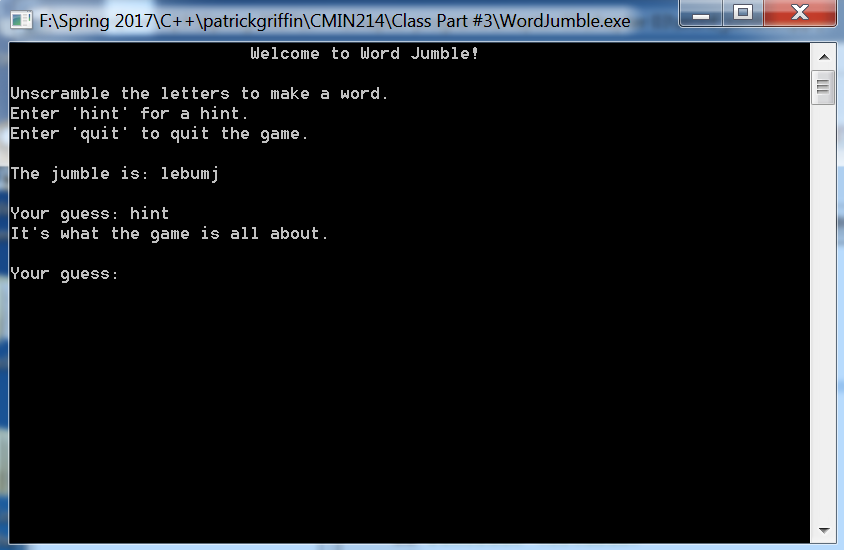 F:\Spring 2017\C++\patrickgriffin\CMIN214\Class Part #3\WordJumble.exe
Welcome to Word Jumble!
Unscramble the letters to make a word.
Enter 'hint' for a hint.
Enter 'quit' to quit the game.
The jumble is: lebumj
Your guess: hint
It's what the game is all about.
Your guess: